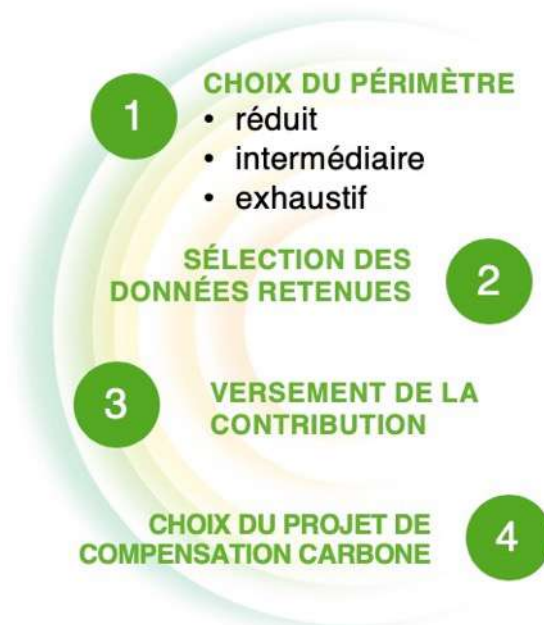 1
CHOIX DU PÉRIMÈTRE
• réduit
• intermédiaire
• exhaustif
SÉLECTION DES
DONNÉES RETENUES
2
3
VERSEMENT DE LA
CONTRIBUTION
CHOIX DU PROJET DE
COMPENSATION CARBONE
4